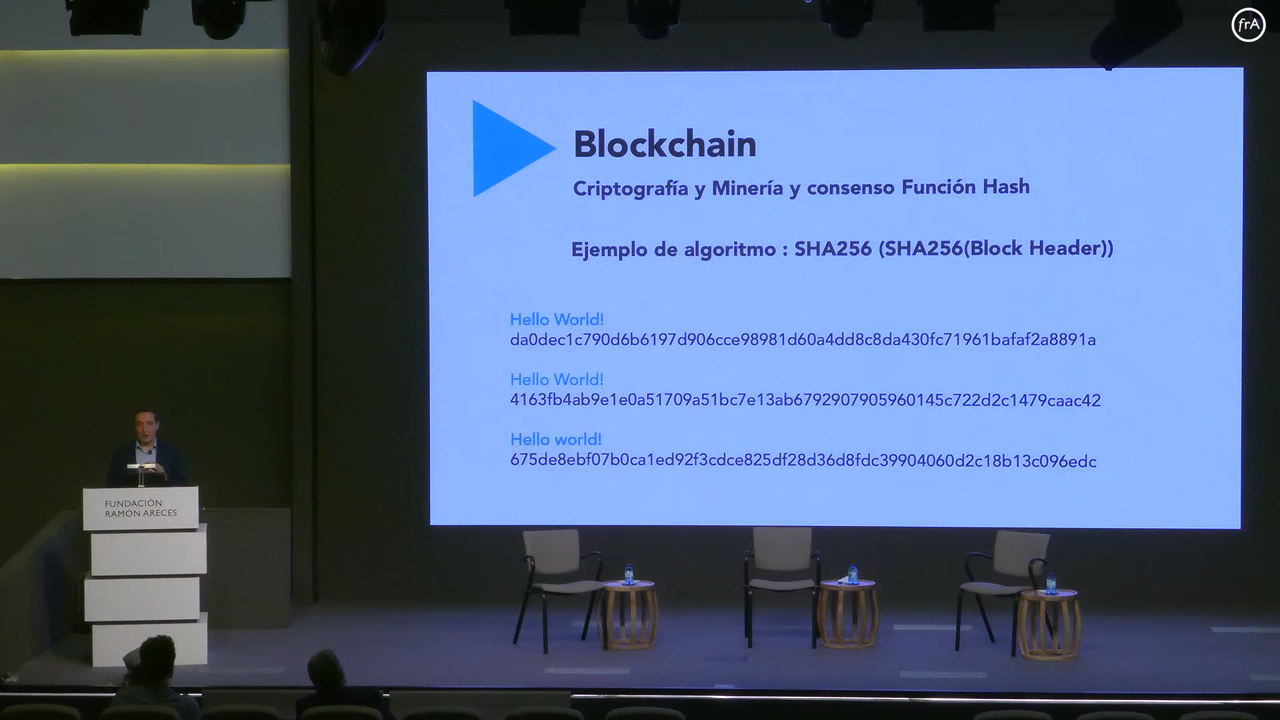 frA
Blockchain
Criptografía y Minería y consenso Función Hash
Ejemplo de algoritmo : SHA256 (SHA256(Block Header))
Hello World!
da0dec1c790d6b6197d906cce98981d60a4dd8c8da430fc71961bafaf2a8891a
Hello World!
4163fb4ab9e1e0a51709a51bc7e13ab6792907905960145c722d2c1479caac42
Hello world!
675de8ebf07b0ca1ed92f3cdce825df28d36d8fdc39904060d2c18b13c096edc
FUNDACIÓN
RAMÓN ARECES